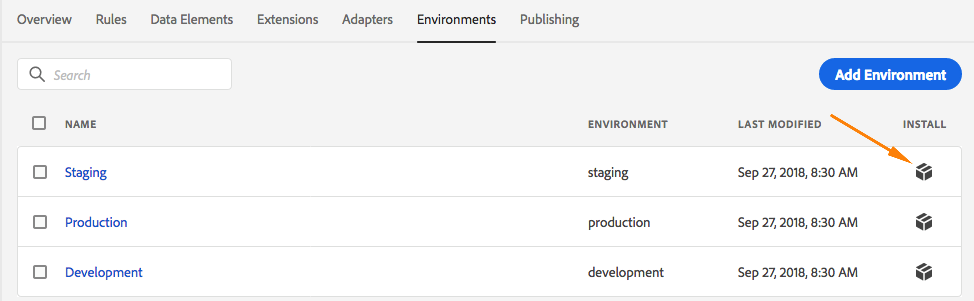 Overview Rules Data Elements Extensions Adapters Environments Publishing
Search Add Environment
NAME ENVIRONMENT LAST MODIFIED INSTALL
Staging staging Sep 27, 2018, 8:30 AM
Production production Sep 27, 2018, 8:30 AM
Development development Sep 27, 2018, 8:30 AM